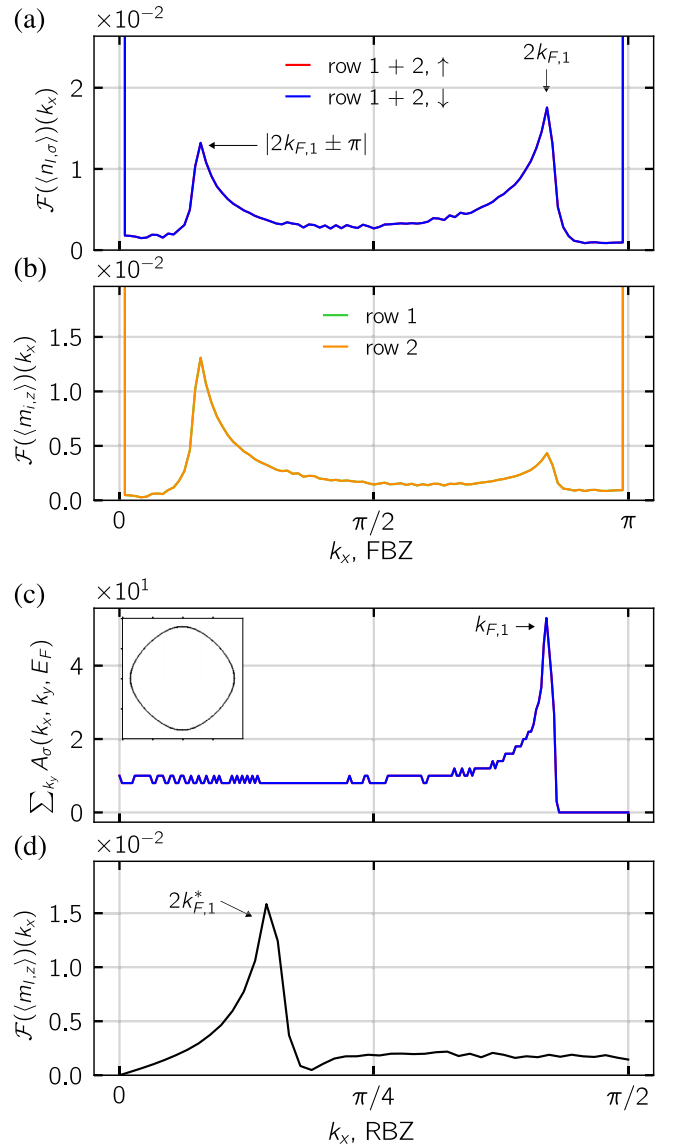 (a)
×10⁻²
2k_{F,1}
row 1 + 2, ↑
row 1 + 2, ↓
|2k_{F,1} ± π|
2
1
0
ℱ(⟨n_{l,σ}⟩)(k_x)
(b)
×10⁻²
row 1
row 2
1.5
1.0
0.5
0.0
ℱ(⟨m_{i,z}⟩)(k_x)
0
π/2
π
k_x, FBZ
(c)
×10¹
k_{F,1}
4
2
0
∑_{k_y} A_σ(k_x, k_y, E_F)
(d)
×10⁻²
2k*_{F,1}
1.5
1.0
0.5
0.0
ℱ(⟨m_{l,z}⟩)(k_x)
0
π/4
π/2
k_x, RBZ